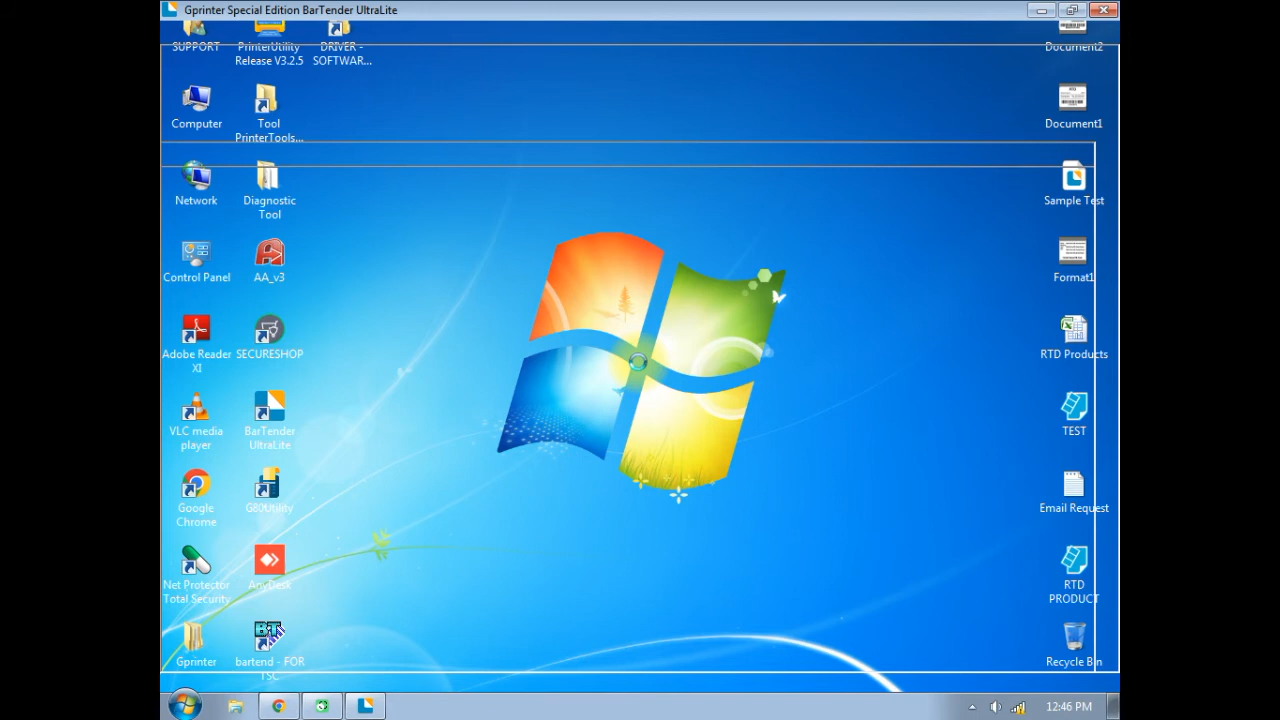 Gprinter Special Edition BarTender UltraLite
SUPPORT
PrinterUtility
Release V3.2.5
DRIVER -
SOFTWAR...
Document2
Computer
Tool
PrinterTools...
Document1
Network
Diagnostic
Tool
Sample Test
Control Panel
AA_v3
Format1
Adobe Reader
XI
SECURESHOP
RTD Products
VLC media
player
BarTender
UltraLite
TEST
Google
Chrome
G80Utility
Email Request
Net Protector
Total Security
AnyDesk
RTD
PRODUCT
Gprinter
BT
bartend - FOR
TSC
Recycle Bin
12:46 PM